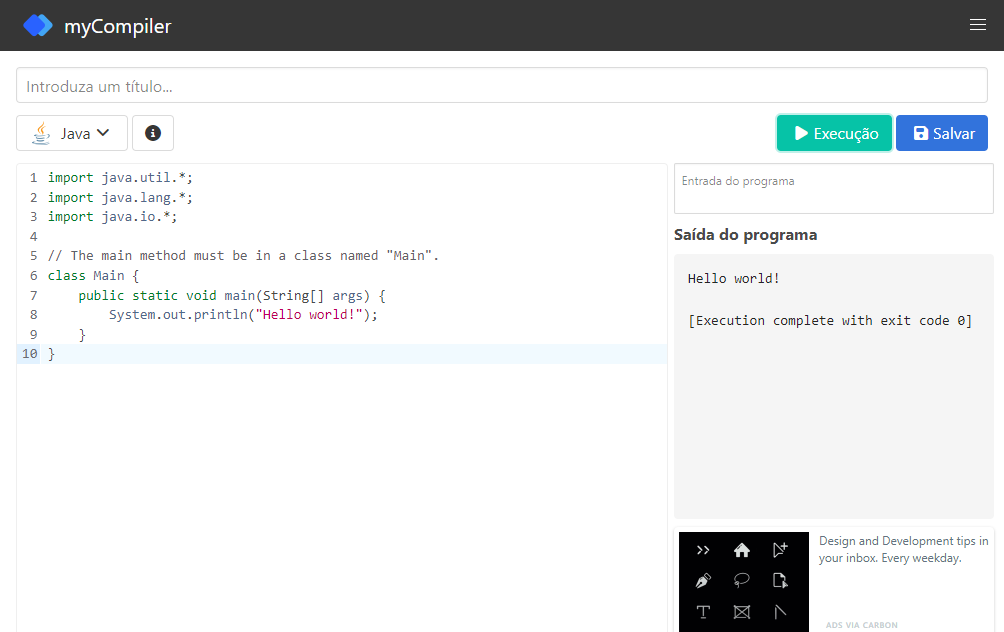 myCompiler
Introduza um título...
Java
Execução
Salvar
1 import java.util.*;
2 import java.lang.*;
3 import java.io.*;
4
5 // The main method must be in a class named "Main".
6 class Main {
7     public static void main(String[] args) {
8         System.out.println("Hello world!");
9     }
10 }
Entrada do programa
Saída do programa
Hello world!
[Execution complete with exit code 0]
Design and Development tips in
your inbox. Every weekday.
ADS VIA CARBON